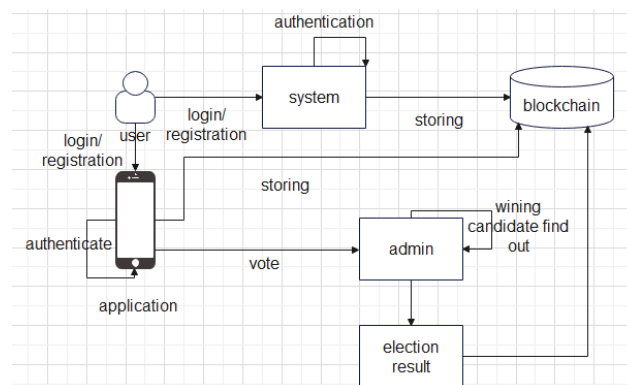 authentication
system
blockchain
login/
registration
user
storing
login/
registration
storing
wining
candidate find
out
authenticate
admin
vote
application
election
result